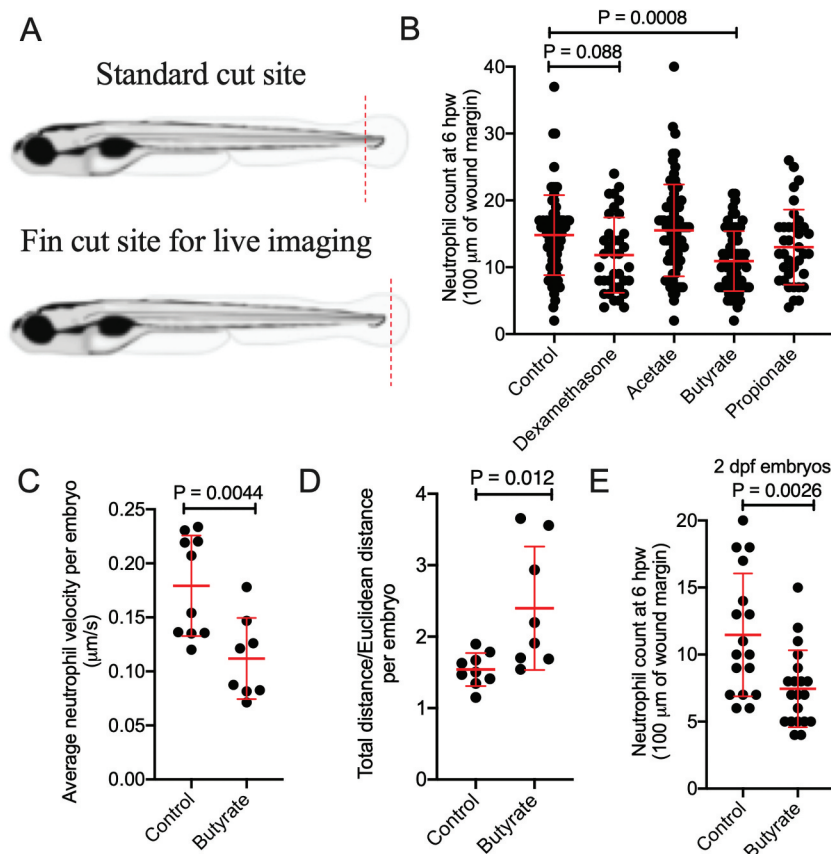 A
Standard cut site
Fin cut site for live imaging
B
P = 0.0008
P = 0.088
Neutrophil count at 6 hpw
(100 µm of wound margin)
40
30
20
10
0
Control
Dexamethasone
Acetate
Butyrate
Propionate
C
P = 0.0044
Average neutrophil velocity per embryo
(µm/s)
0.25
0.20
0.15
0.10
0.05
0.00
Control
Butyrate
D
P = 0.012
Total distance/Euclidean distance
per embryo
4
3
2
1
0
Control
Butyrate
E
2 dpf embryos
P = 0.0026
Neutrophil count at 6 hpw
(100 µm of wound margin)
20
15
10
5
0
Control
Butyrate